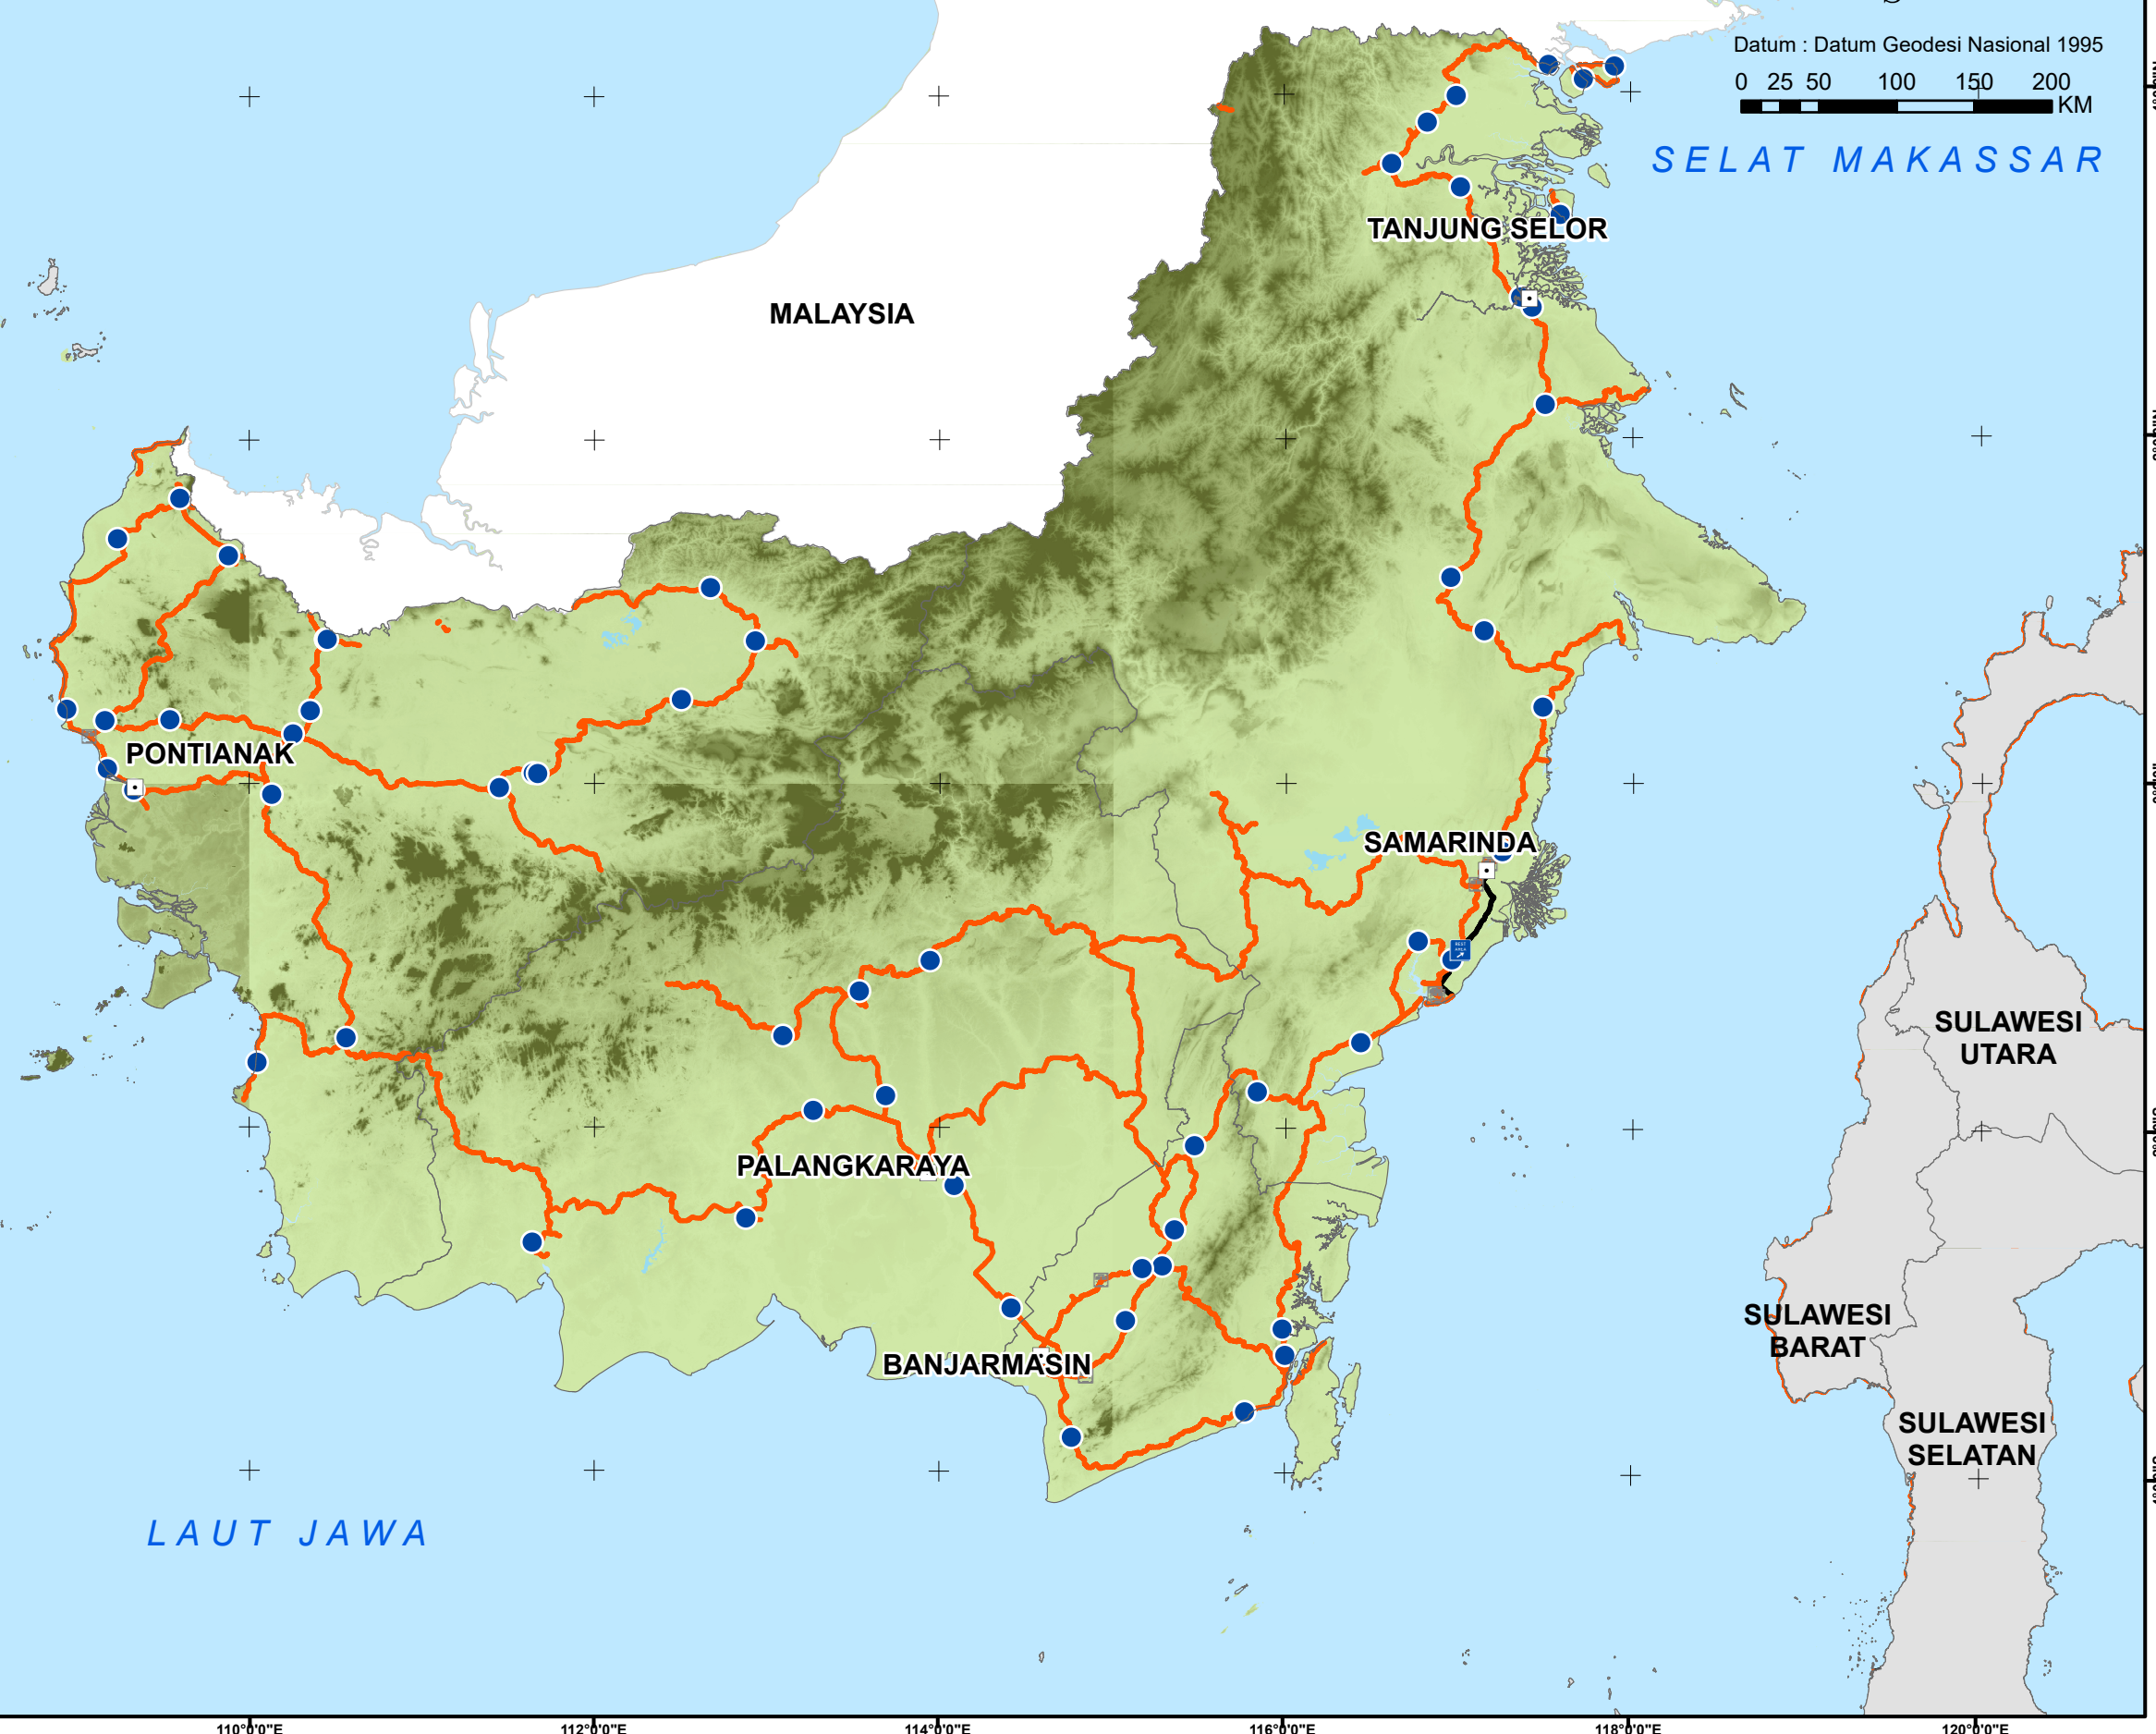 Datum : Datum Geodesi Nasional 1995
0 25 50 100 150 200
KM
SELAT MAKASSAR
TANJUNG SELOR
MALAYSIA
PONTIANAK
SAMARINDA
REST
AREA
SULAWESI
UTARA
PALANGKARAYA
SULAWESI
BARAT
BANJARMASIN
SULAWESI
SELATAN
LAUT JAWA
110°0'0"E 112°0'0"E 114°0'0"E 116°0'0"E 118°0'0"E 120°0'0"E